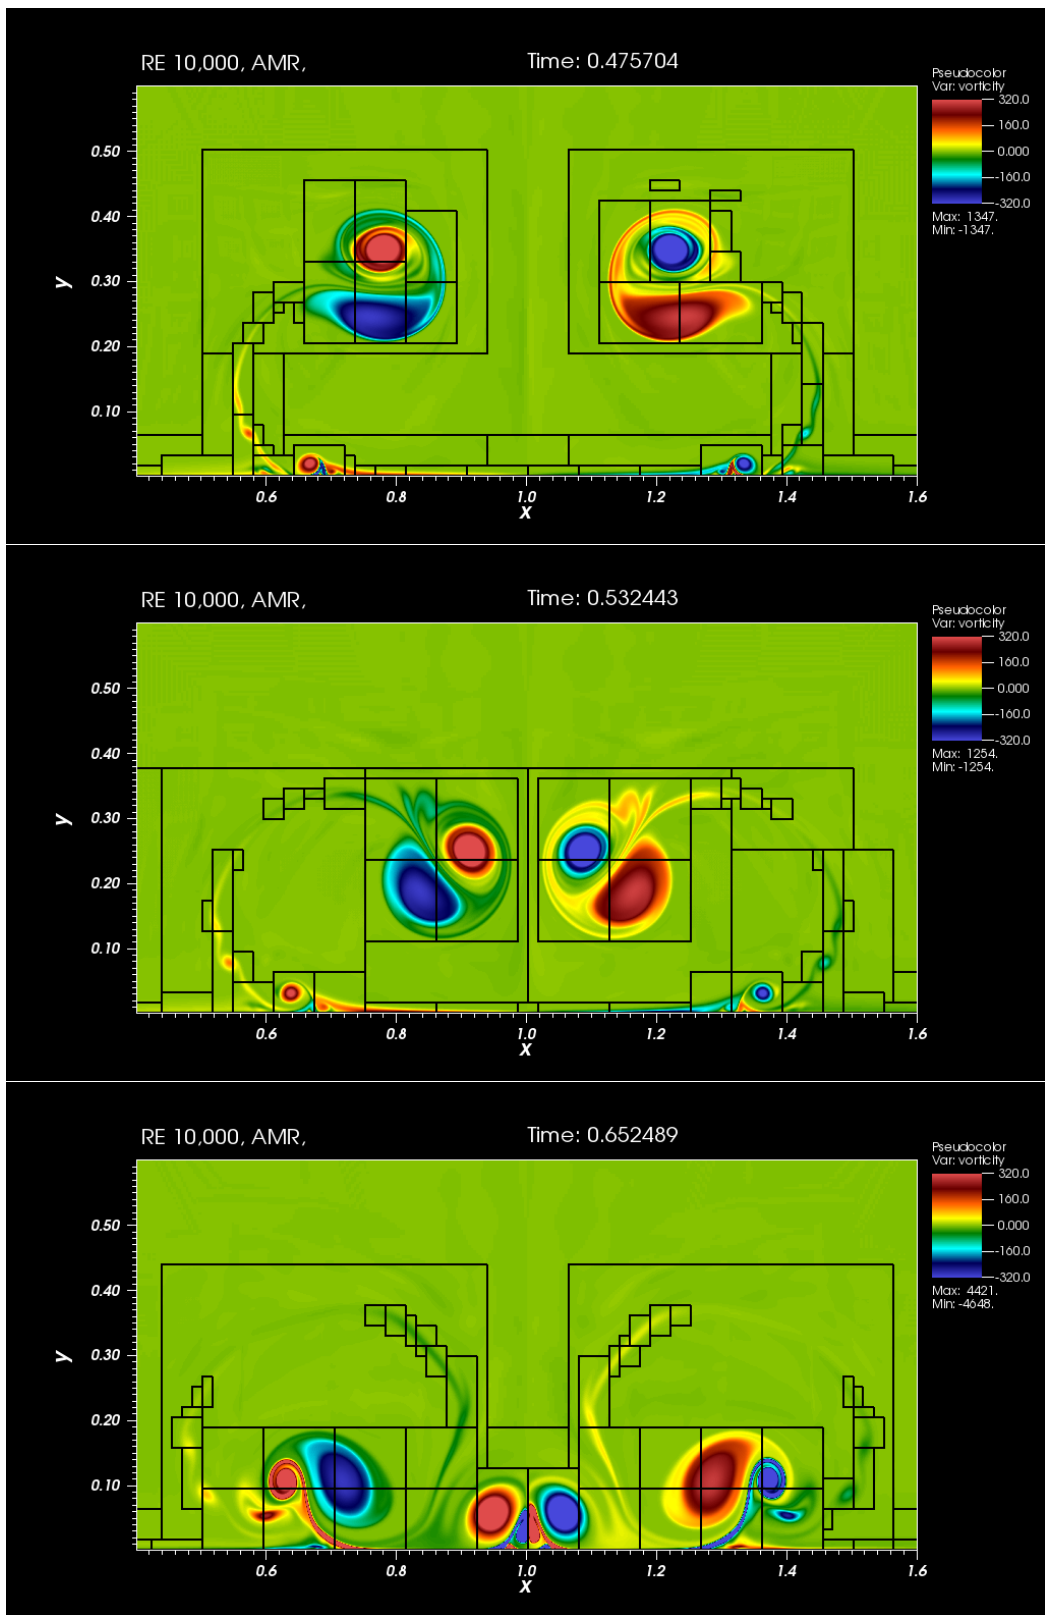 RE 10,000, AMR,
Time: 0.475704
Pseudocolor
Var: vorticity
320.0
160.0
0.000
-160.0
-320.0
Max: 1347.
Min: -1347.
0.50
0.40
0.30
0.20
0.10
Y
0.6 0.8 1.0 1.2 1.4 1.6
X
RE 10,000, AMR,
Time: 0.532443
Pseudocolor
Var: vorticity
320.0
160.0
0.000
-160.0
-320.0
Max: 1254.
Min: -1254.
0.50
0.40
0.30
0.20
0.10
Y
0.6 0.8 1.0 1.2 1.4 1.6
X
RE 10,000, AMR,
Time: 0.652489
Pseudocolor
Var: vorticity
320.0
160.0
0.000
-160.0
-320.0
Max: 4421.
Min: -4648.
0.50
0.40
0.30
0.20
0.10
Y
0.6 0.8 1.0 1.2 1.4 1.6
X